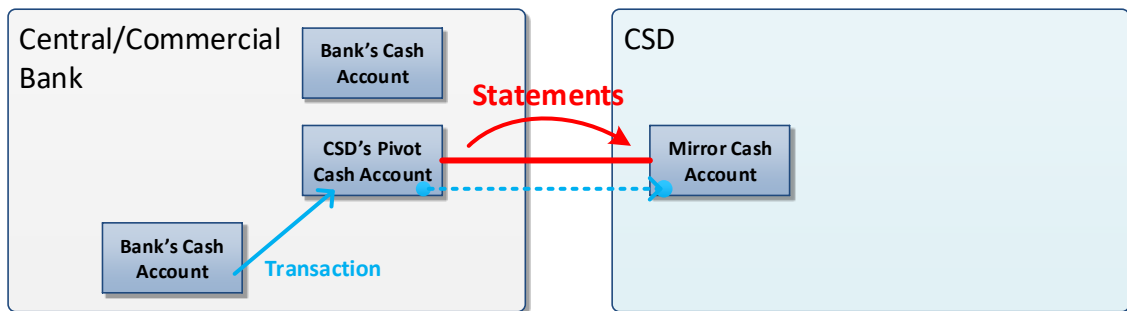 Central/Commercial
Bank
Bank’s Cash
Account
CSD
Statements
CSD’s Pivot
Cash Account
Mirror Cash
Account
Bank’s Cash
Account
Transaction